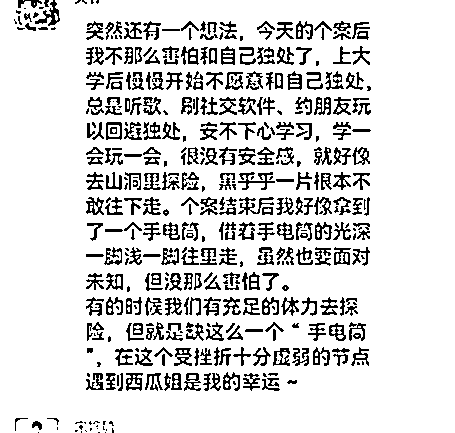 突然还有一个想法，今天的个案后
我不那么害怕和自己独处了，上大
学后慢慢开始不愿意和自己独处，
总是听歌、刷社交软件、约朋友玩
以回避独处，安不下心学习，学一
会玩一会，很没有安全感，就好像
去山洞里探险，黑乎乎一片根本不
敢往下走。个案结束后我好像拿到
了一个手电筒，借着手电筒的光深
一脚浅一脚往里走，虽然也要面对
未知，但没那么害怕了。
有的时候我们有充足的体力去探
险，但就是缺这么一个“手电筒
”，在这个受挫折十分虚弱的节点
遇到西瓜姐是我的幸运~